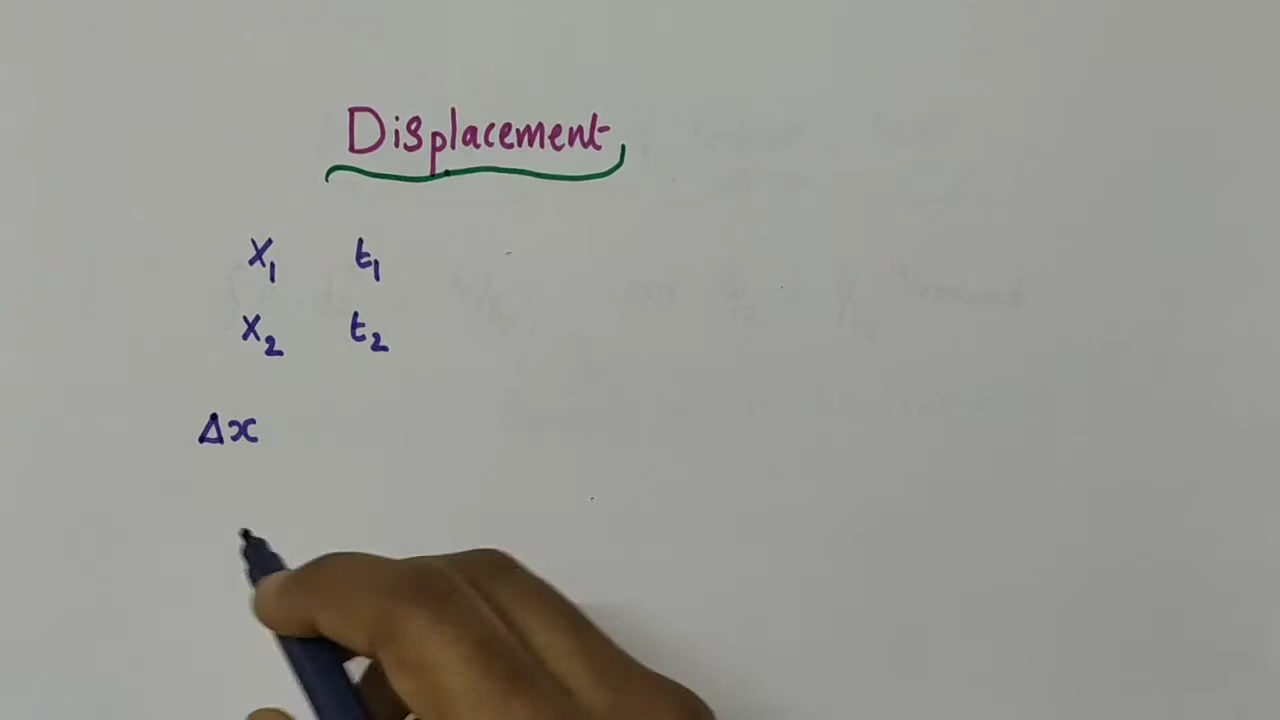 Displacement
x₁ t₁
x₂ t₂
Δx